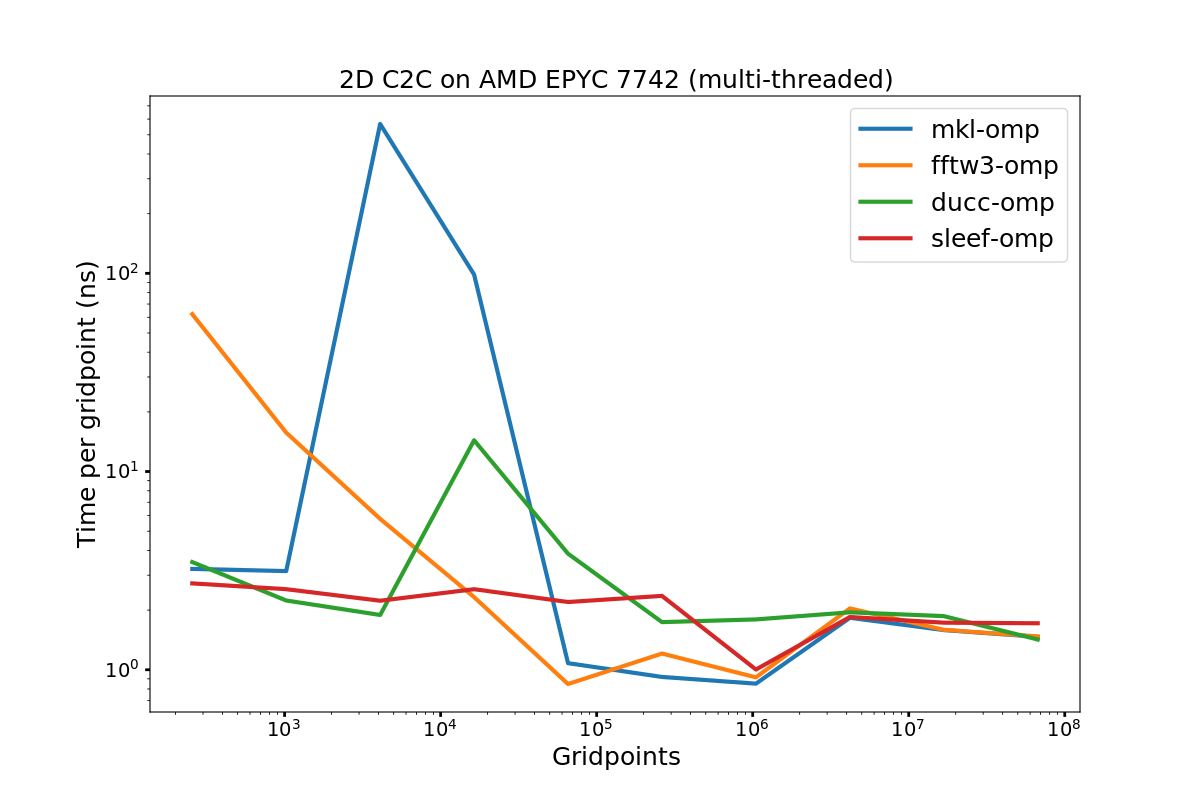 2D C2C on AMD EPYC 7742 (multi-threaded)
mkl-omp
fftw3-omp
ducc-omp
sleef-omp
Time per gridpoint (ns)
10²
10¹
10⁰
10³ 10⁴ 10⁵ 10⁶ 10⁷ 10⁸
Gridpoints